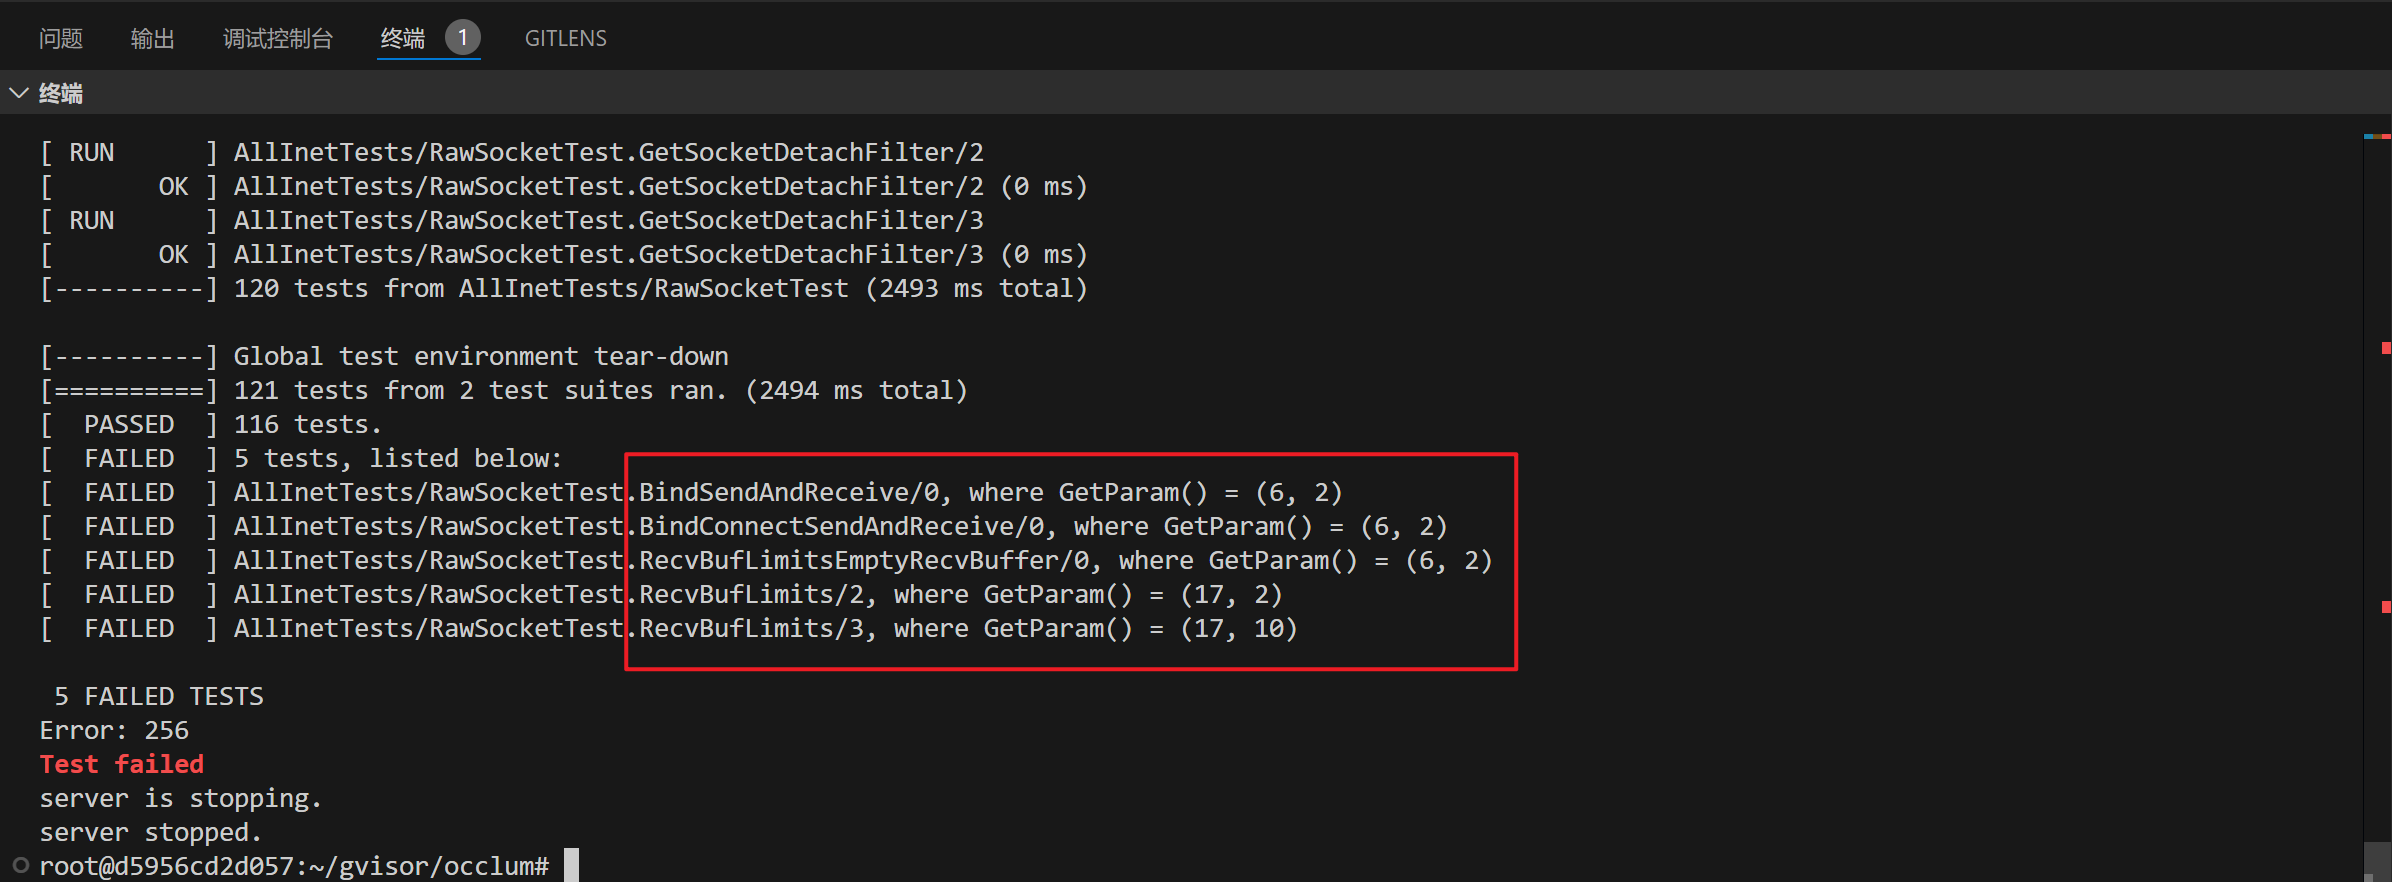 问题 输出 调试控制台 终端 1 GITLENS
终端
[ RUN      ] AllInetTests/RawSocketTest.GetSocketDetachFilter/2
[       OK ] AllInetTests/RawSocketTest.GetSocketDetachFilter/2 (0 ms)
[ RUN      ] AllInetTests/RawSocketTest.GetSocketDetachFilter/3
[       OK ] AllInetTests/RawSocketTest.GetSocketDetachFilter/3 (0 ms)
[----------] 120 tests from AllInetTests/RawSocketTest (2493 ms total)
[----------] Global test environment tear-down
[==========] 121 tests from 2 test suites ran. (2494 ms total)
[  PASSED  ] 116 tests.
[  FAILED  ] 5 tests, listed below:
[  FAILED  ] AllInetTests/RawSocketTest.BindSendAndReceive/0, where GetParam() = (6, 2)
[  FAILED  ] AllInetTests/RawSocketTest.BindConnectSendAndReceive/0, where GetParam() = (6, 2)
[  FAILED  ] AllInetTests/RawSocketTest.RecvBufLimitsEmptyRecvBuffer/0, where GetParam() = (6, 2)
[  FAILED  ] AllInetTests/RawSocketTest.RecvBufLimits/2, where GetParam() = (17, 2)
[  FAILED  ] AllInetTests/RawSocketTest.RecvBufLimits/3, where GetParam() = (17, 10)
5 FAILED TESTS
Error: 256
Test failed
server is stopping.
server stopped.
root@d5956cd2d057:~/gvisor/occlum#